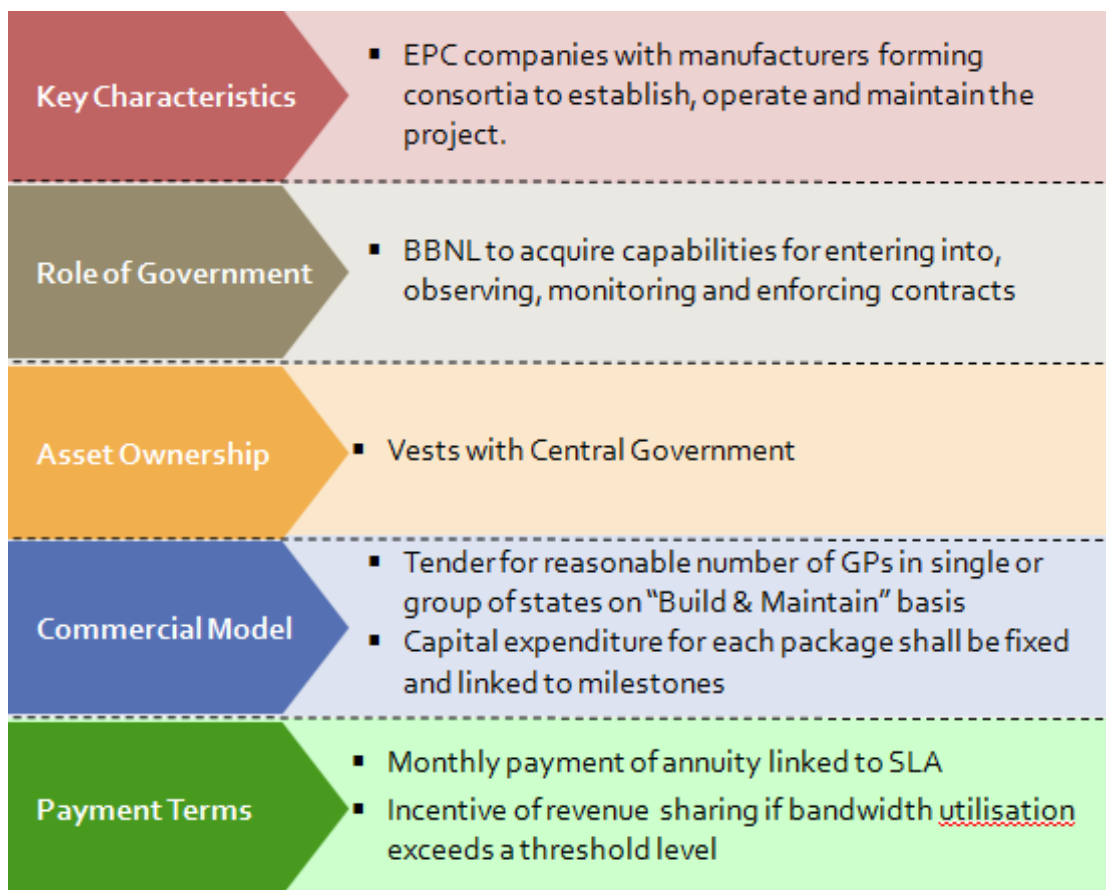 Key Characteristics
▪ EPC companies with manufacturers forming
consortia to establish, operate and maintain the
project.
Role of Government
▪ BBNL to acquire capabilities for entering into,
observing, monitoring and enforcing contracts
Asset Ownership
▪ Vests with Central Government
Commercial Model
▪ Tender for reasonable number of GPs in single or
group of states on “Build & Maintain” basis
▪ Capital expenditure for each package shall be fixed
and linked to milestones
Payment Terms
▪ Monthly payment of annuity linked to SLA
▪ Incentive of revenue sharing if bandwidth utilisation
exceeds a threshold level